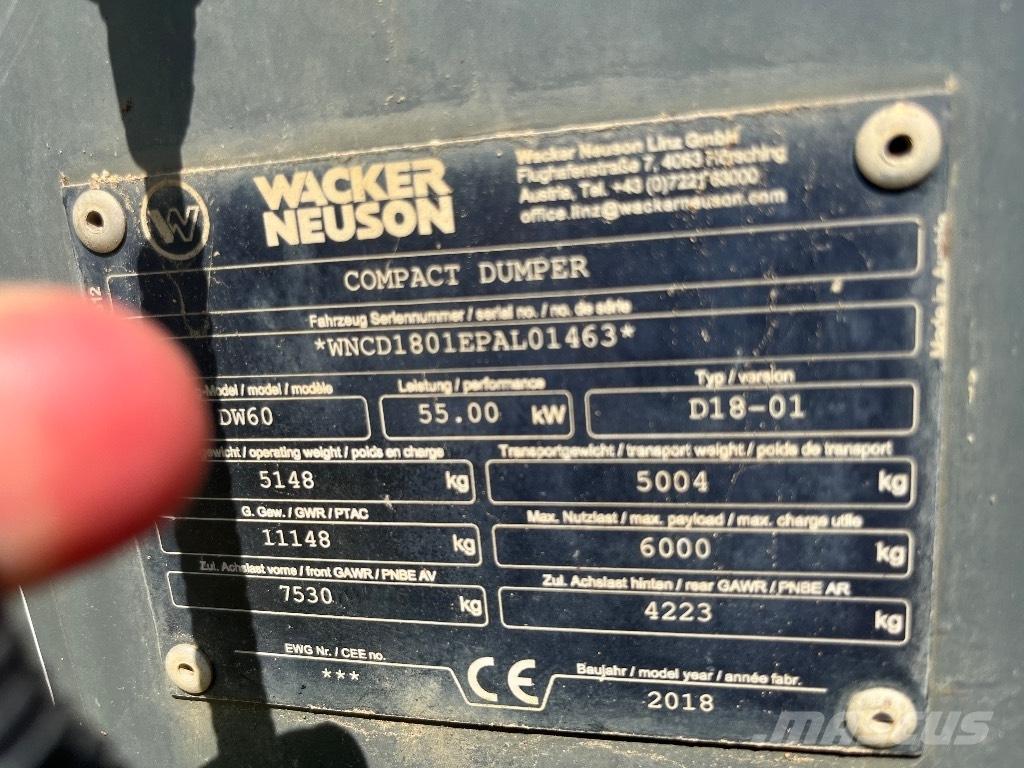 WACKER
NEUSON
Wacker Neuson Linz GmbH
Flughafenstraße 7, 4063 Hörsching
Austria, Tel. +43 (0)7221 63000
office.linz@wackerneuson.com
W
COMPACT DUMPER
Fahrzeug Seriennummer / serial no. / no. de série
*WNCD1801EPAL01463*
Model / model / modèle Leistung / performance Typ / version
DW60 55.00 kW D18-01
/ operating weight / poids en charge Transportgewicht / transport weight / poids de transport
5148 kg 5004 kg
G. Gew. / GWR / PTAC Max. Nutzlast / max. payload / max. charge utile
11148 kg 6000 kg
Zul. Achslast vorne / front GAWR / PNBE AV Zul. Achslast hinten / rear GAWR / PNBE AR
7530 kg 4223 kg
EWG Nr. / CEE no. CE Baujahr / model year / année fabr.
*** 2018
Made in Austria
MASCUS